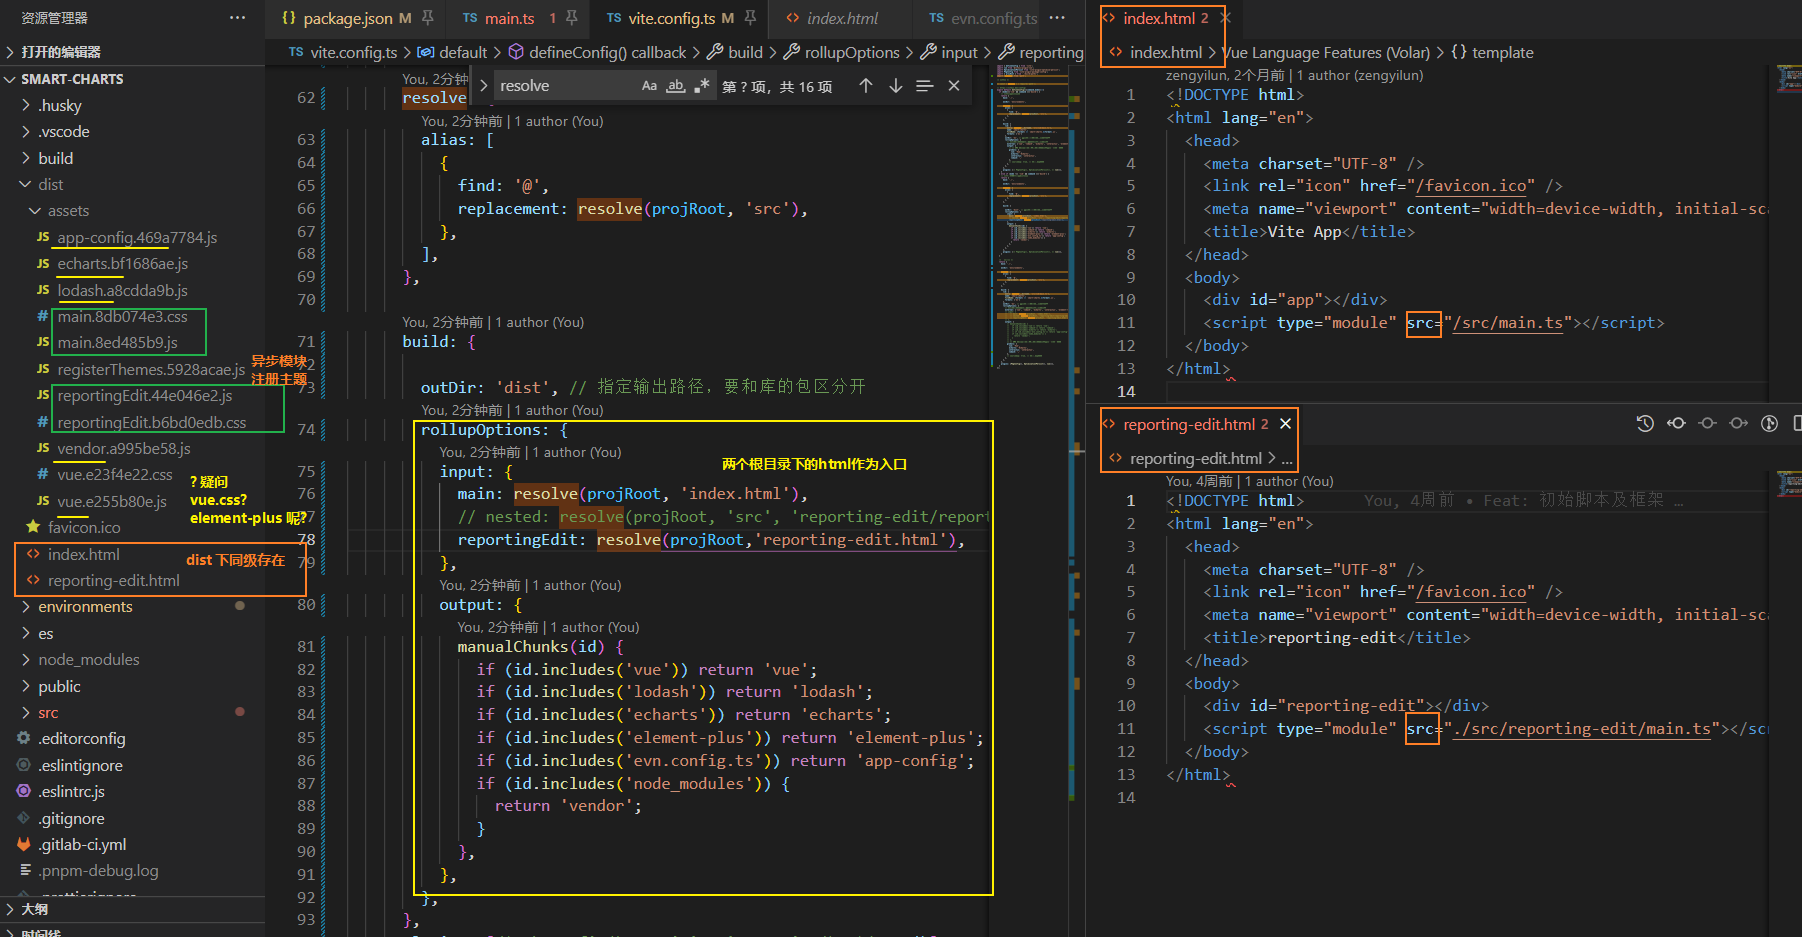 资源管理器
打开的编辑器
SMART-CHARTS
.husky
.vscode
build
dist
assets
app-config.469a7784.js
echarts.bf1686ae.js
lodash.a8cdda9b.js
main.8db074e3.css
main.8ed485b9.js
registerThemes.5928acae.js
异步模块
注册主题
reportingEdit.44e046e2.js
reportingEdit.b6bd0edb.css
vendor.a995be58.js
vue.e23f4e22.css
vue.e255b80e.js
? 疑问
vue.css?
element-plus 呢?
favicon.ico
index.html
reporting-edit.html
dist 下同级存在
environments
es
node_modules
public
src
.editorconfig
.eslintignore
.eslintrc.js
.gitignore
.gitlab-ci.yml
.pnpm-debug.log
大纲
时间线
package.json M
main.ts 1
vite.config.ts M
index.html
evn.config.ts
vite.config.ts > default > defineConfig() callback > build > rollupOptions > input > reporting
resolve
Aa ab .*
第 ? 项，共 16 项
You, 2分钟前
62 resolve
You, 2分钟前 | 1 author (You)
63 alias: [
64 {
65 find: '@',
66 replacement: resolve(projRoot, 'src'),
67 },
68 ],
69 },
70
You, 2分钟前 | 1 author (You)
71 build: {
72
73 outDir: 'dist', // 指定输出路径，要和库的包区分开
You, 2分钟前 | 1 author (You)
74 rollupOptions: {
You, 2分钟前 | 1 author (You)
75 input: {
两个根目录下的html作为入口
76 main: resolve(projRoot, 'index.html'),
77 // nested: resolve(projRoot, 'src', 'reporting-edit/report
78 reportingEdit: resolve(projRoot,'reporting-edit.html'),
79 },
You, 2分钟前 | 1 author (You)
80 output: {
You, 2分钟前 | 1 author (You)
81 manualChunks(id) {
82 if (id.includes('vue')) return 'vue';
83 if (id.includes('lodash')) return 'lodash';
84 if (id.includes('echarts')) return 'echarts';
85 if (id.includes('element-plus')) return 'element-plus';
86 if (id.includes('evn.config.ts')) return 'app-config';
87 if (id.includes('node_modules')) {
88 return 'vendor';
89 }
90 },
91 },
92 },
93 },
index.html 2
index.html > Vue Language Features (Volar) > {} template
zengyilun, 2个月前 | 1 author (zengyilun)
1 <!DOCTYPE html>
2 <html lang="en">
3 <head>
4 <meta charset="UTF-8" />
5 <link rel="icon" href="/favicon.ico" />
6 <meta name="viewport" content="width=device-width, initial-sca
7 <title>Vite App</title>
8 </head>
9 <body>
10 <div id="app"></div>
11 <script type="module" src="/src/main.ts"></script>
12 </body>
13 </html>
14
reporting-edit.html 2
reporting-edit.html > ...
You, 4周前 | 1 author (You)
1 <!DOCTYPE html> You, 4周前 • Feat: 初始脚本及框架 …
2 <html lang="en">
3 <head>
4 <meta charset="UTF-8" />
5 <link rel="icon" href="/favicon.ico" />
6 <meta name="viewport" content="width=device-width, initial-sca
7 <title>reporting-edit</title>
8 </head>
9 <body>
10 <div id="reporting-edit"></div>
11 <script type="module" src="./src/reporting-edit/main.ts"></scr
12 </body>
13 </html>
14